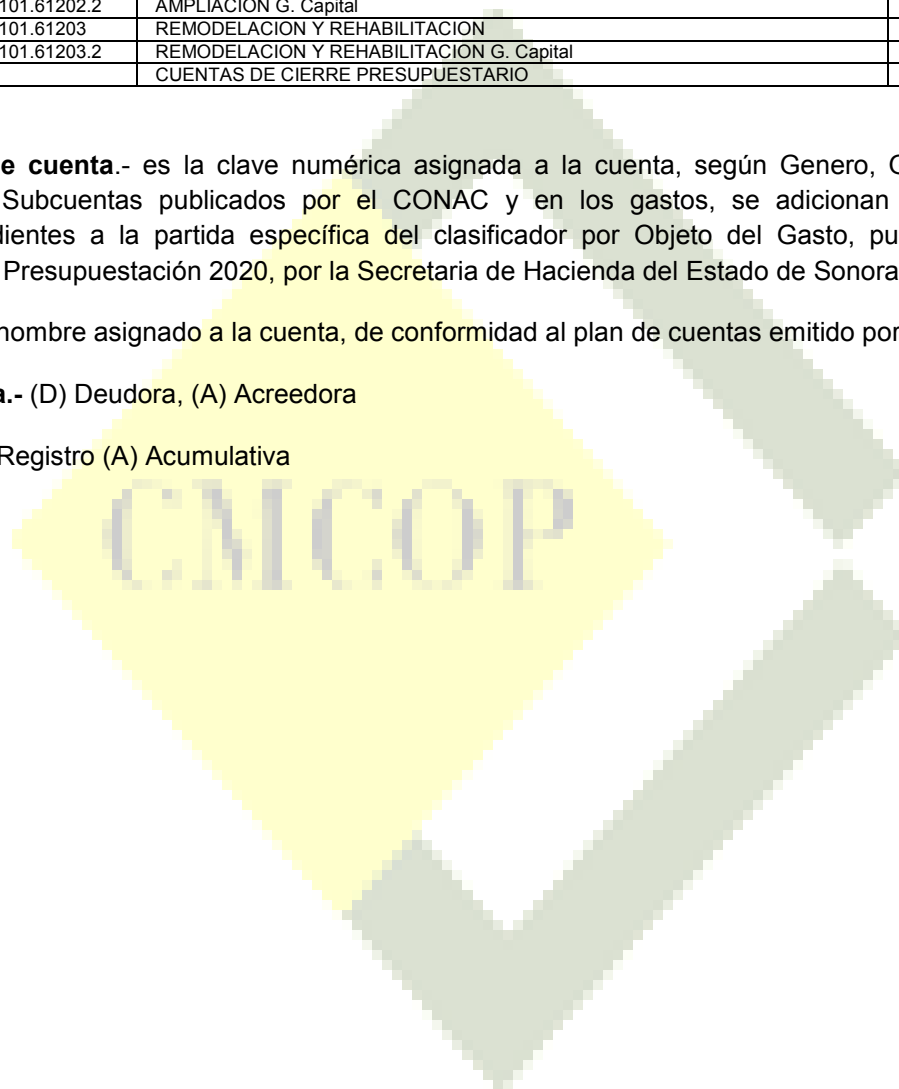 101.61202.2 AMPLIACION G. Capital
101.61203 REMODELACION Y REHABILITACION
101.61203.2 REMODELACION Y REHABILITACION G. Capital
CUENTAS DE CIERRE PRESUPUESTARIO
e cuenta.- es la clave numérica asignada a la cuenta, según Genero,
Subcuentas publicados por el CONAC y en los gastos, se adicionan
dientes a la partida específica del clasificador por Objeto del Gasto, pu
Presupuestación 2020, por la Secretaria de Hacienda del Estado de Sonora
nombre asignado a la cuenta, de conformidad al plan de cuentas emitido por
a.- (D) Deudora, (A) Acreedora
Registro (A) Acumulativa
CMCOP